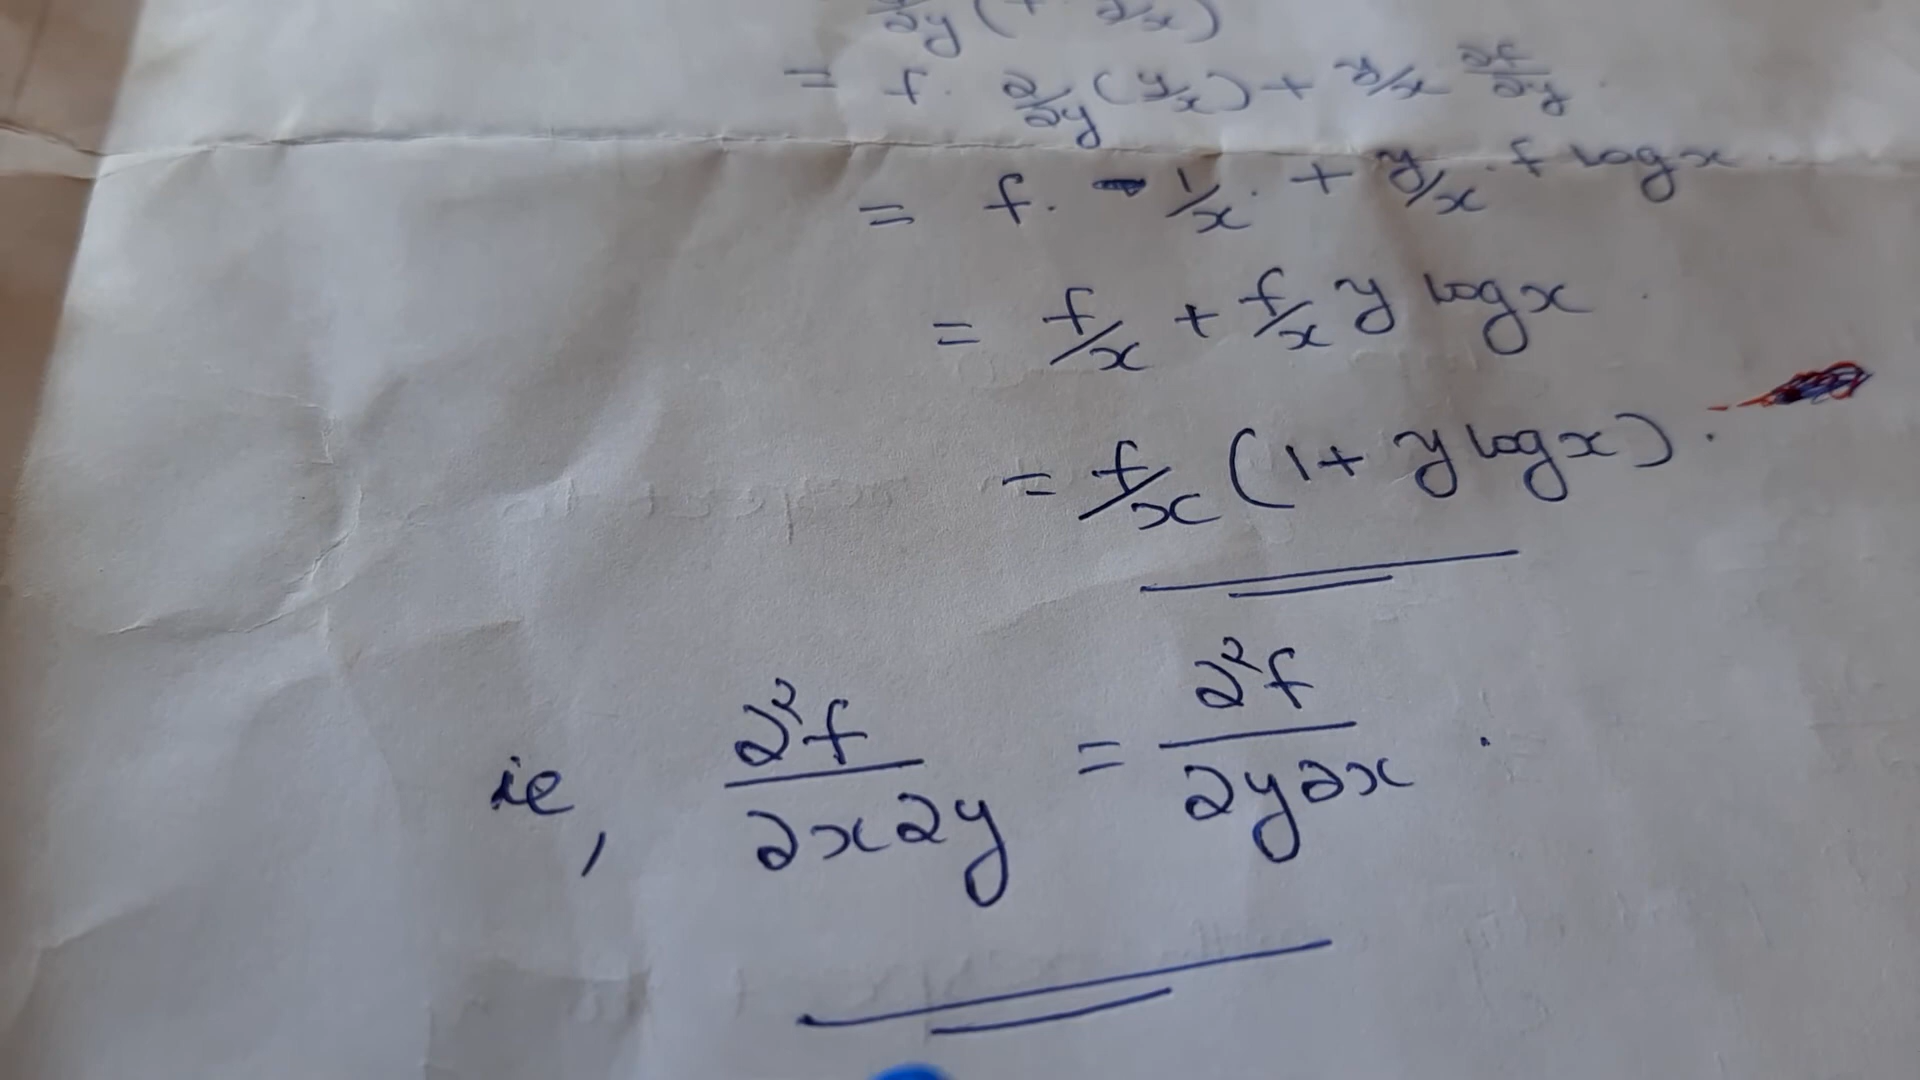 ∂/∂y (f · y/x)
= f · ∂/∂y (y/x) + y/x ∂f/∂y
= f · 1/x + y/x · f log x
= f/x + f/x y log x
= f/x (1 + y log x).
ie, ∂²f/∂x∂y = ∂²f/∂y∂x .